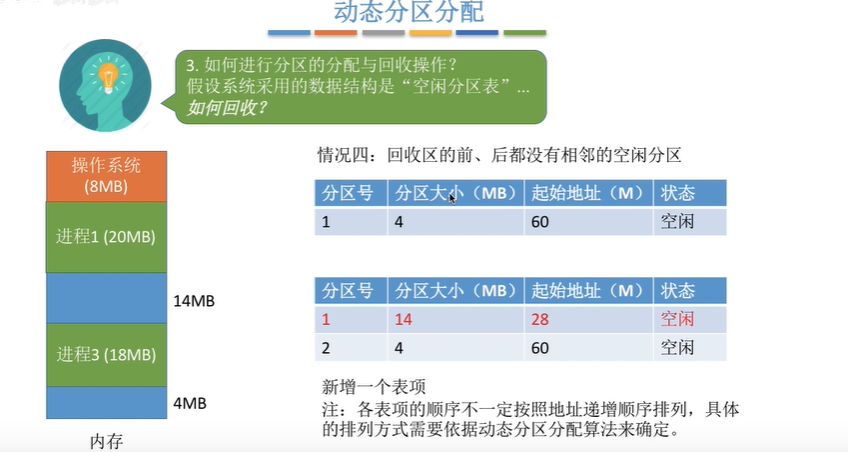 动态分区分配
3. 如何进行分区的分配与回收操作？
假设系统采用的数据结构是“空闲分区表”...
如何回收？
操作系统
(8MB)
进程1 (20MB)
14MB
进程3 (18MB)
4MB
内存
情况四：回收区的前、后都没有相邻的空闲分区
分区号 分区大小（MB） 起始地址（M） 状态
1 4 60 空闲
分区号 分区大小（MB） 起始地址（M） 状态
1 14 28 空闲
2 4 60 空闲
新增一个表项
注：各表项的顺序不一定按照地址递增顺序排列，具体
的排列方式需要依据动态分区分配算法来确定。